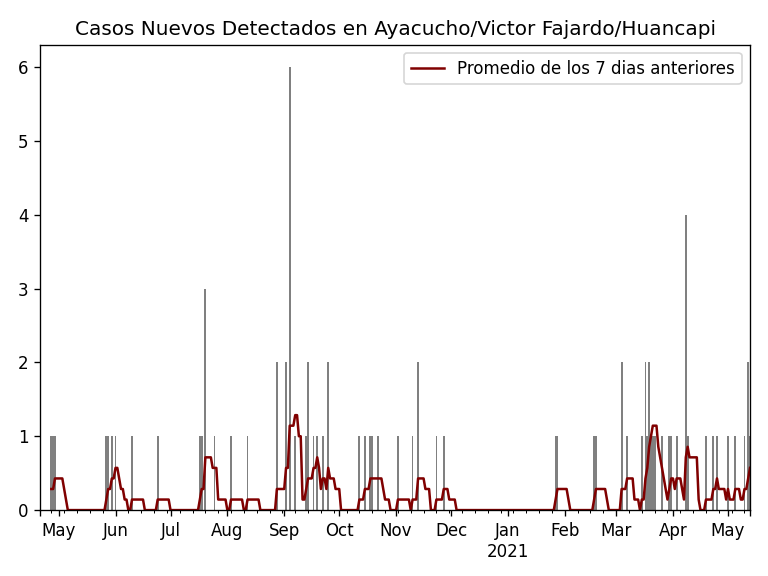 Casos Nuevos Detectados en Ayacucho/Victor Fajardo/Huancapi
Promedio de los 7 dias anteriores
6
5
4
3
2
1
0
May Jun Jul Aug Sep Oct Nov Dec Jan Feb Mar Apr May
2021